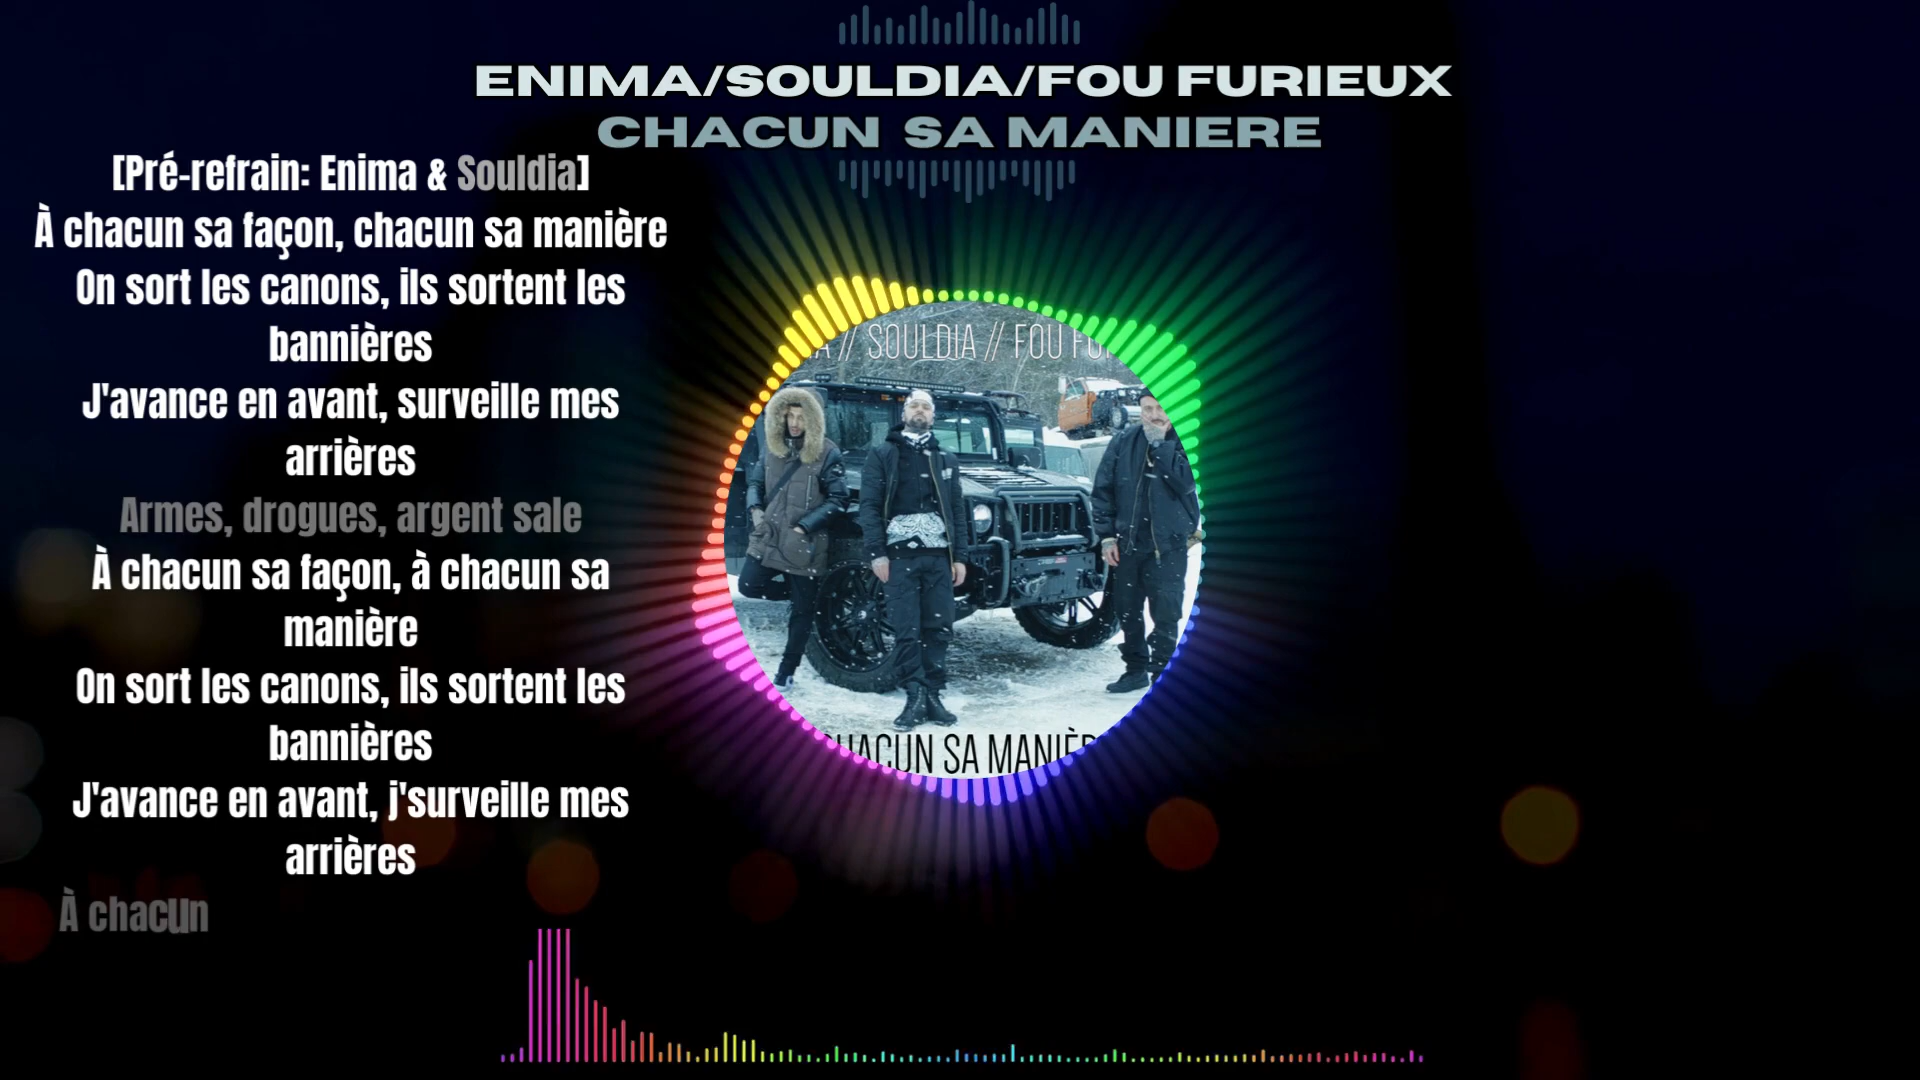 ENIMA/SOULDIA/FOU FURIEUX
CHACUN SA MANIERE
[Pré-refrain: Enima & Souldia]
À chacun sa façon, chacun sa manière
On sort les canons, ils sortent les
bannières
J'avance en avant, surveille mes
arrières
Armes, drogues, argent sale
À chacun sa façon, à chacun sa
manière
On sort les canons, ils sortent les
bannières
J'avance en avant, j'surveille mes
arrières
À chacun
// SOULDIA // FOU
CHACUN SA MANIÈR